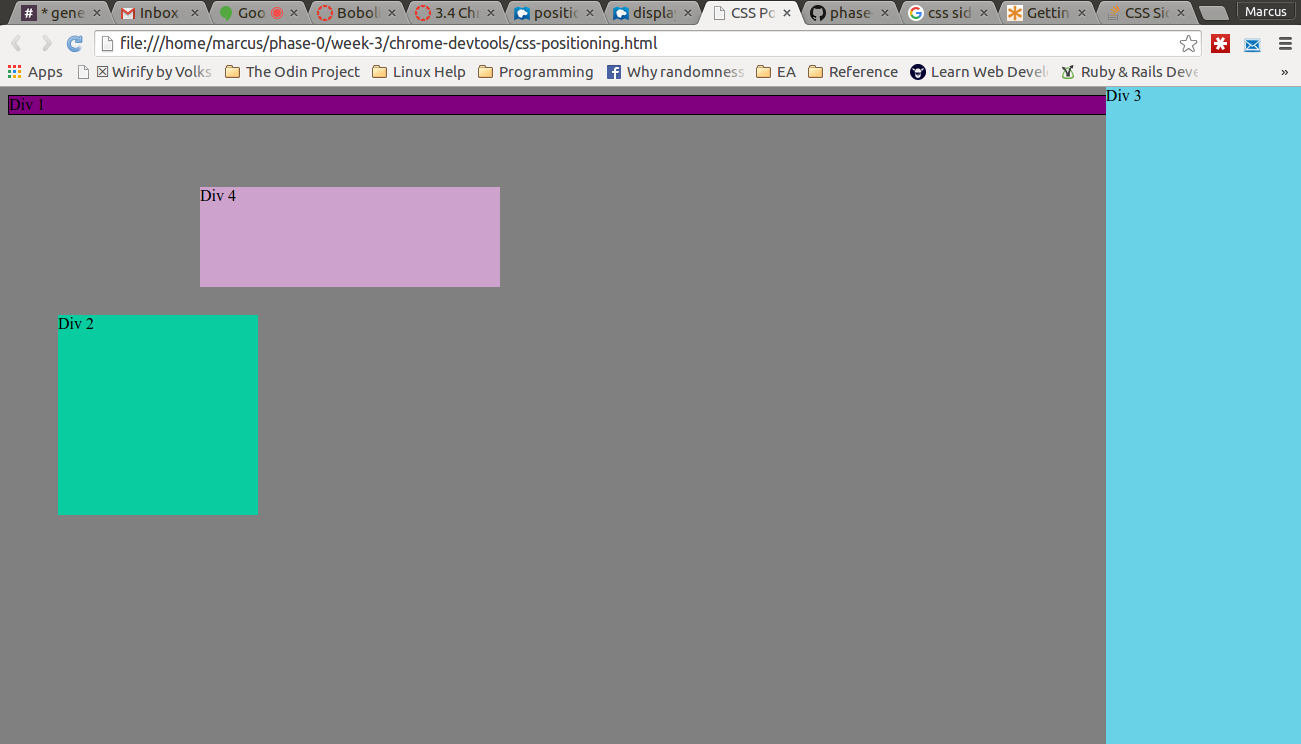 * gene Inbox Goo Boboli 3.4 Ch positio display CSS Po phase- css sid Gettin CSS Sid Marcus
file:///home/marcus/phase-0/week-3/chrome-devtools/css-positioning.html
Apps Wirify by Volks The Odin Project Linux Help Programming Why randomness EA Reference Learn Web Devel Ruby & Rails Deve »
Div 1
Div 3
Div 4
Div 2